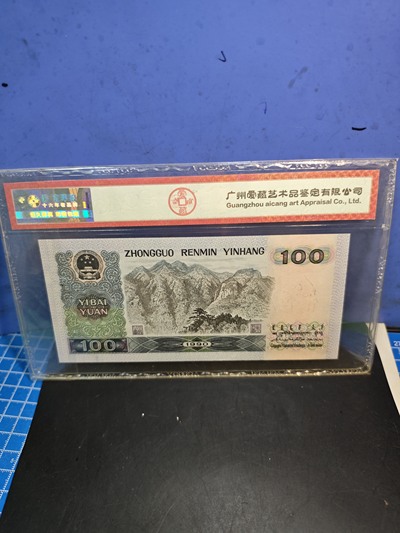 广州爱藏艺术品鉴定有限公司
Guangzhou aicang art Appraisal Co., Ltd.
ZHONGGUO RENMIN YINHANG
100
YIBAI
YUAN
100
1990